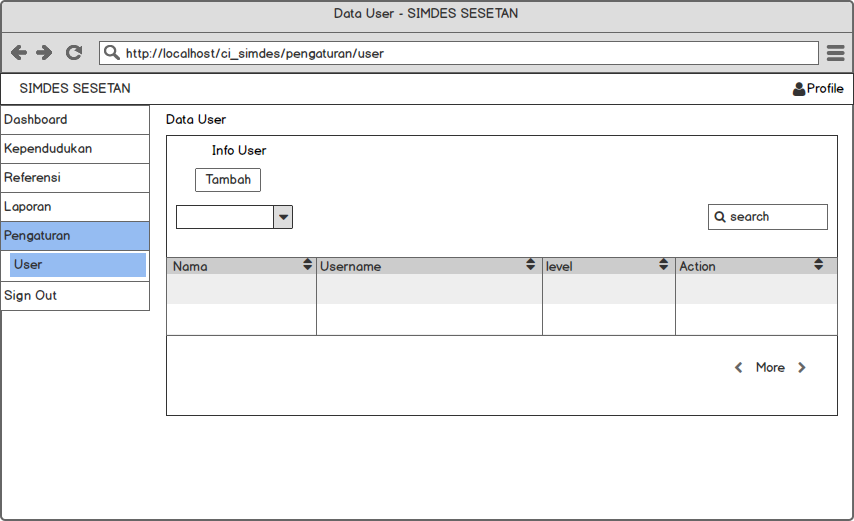 Data User - SIMDES SESETAN
http://localhost/ci_simdes/pengaturan/user
SIMDES SESETAN
Profile
Dashboard
Kependudukan
Referensi
Laporan
Pengaturan
User
Sign Out
Data User
Info User
Tambah
search
Nama Username level Action
More